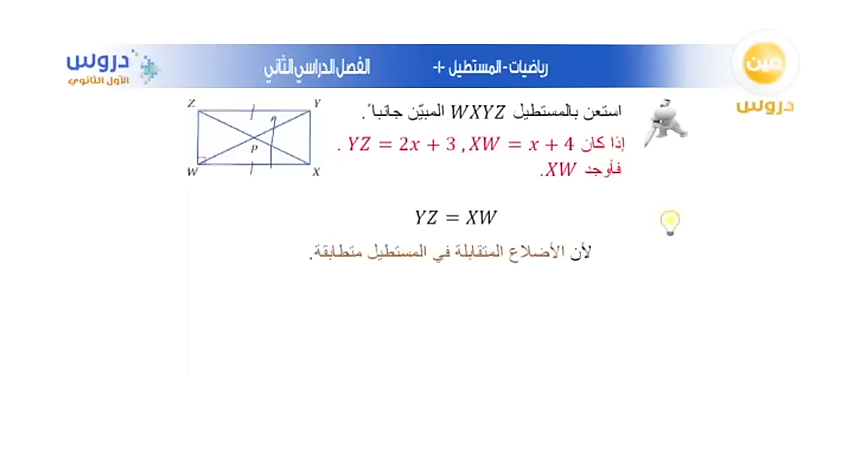 دروس
الأول الثانوي
الفصل الدراسي الثاني
رياضيات - المستطيل -١-
عين
دروس
استعن بالمستطيل WXYZ المبيّن جانباً.
إذا كان YZ = 2x + 3 , XW = x + 4 .
فأوجد XW.
Z Y
P
W X
YZ = XW
لأن الأضلاع المتقابلة في المستطيل متطابقة.